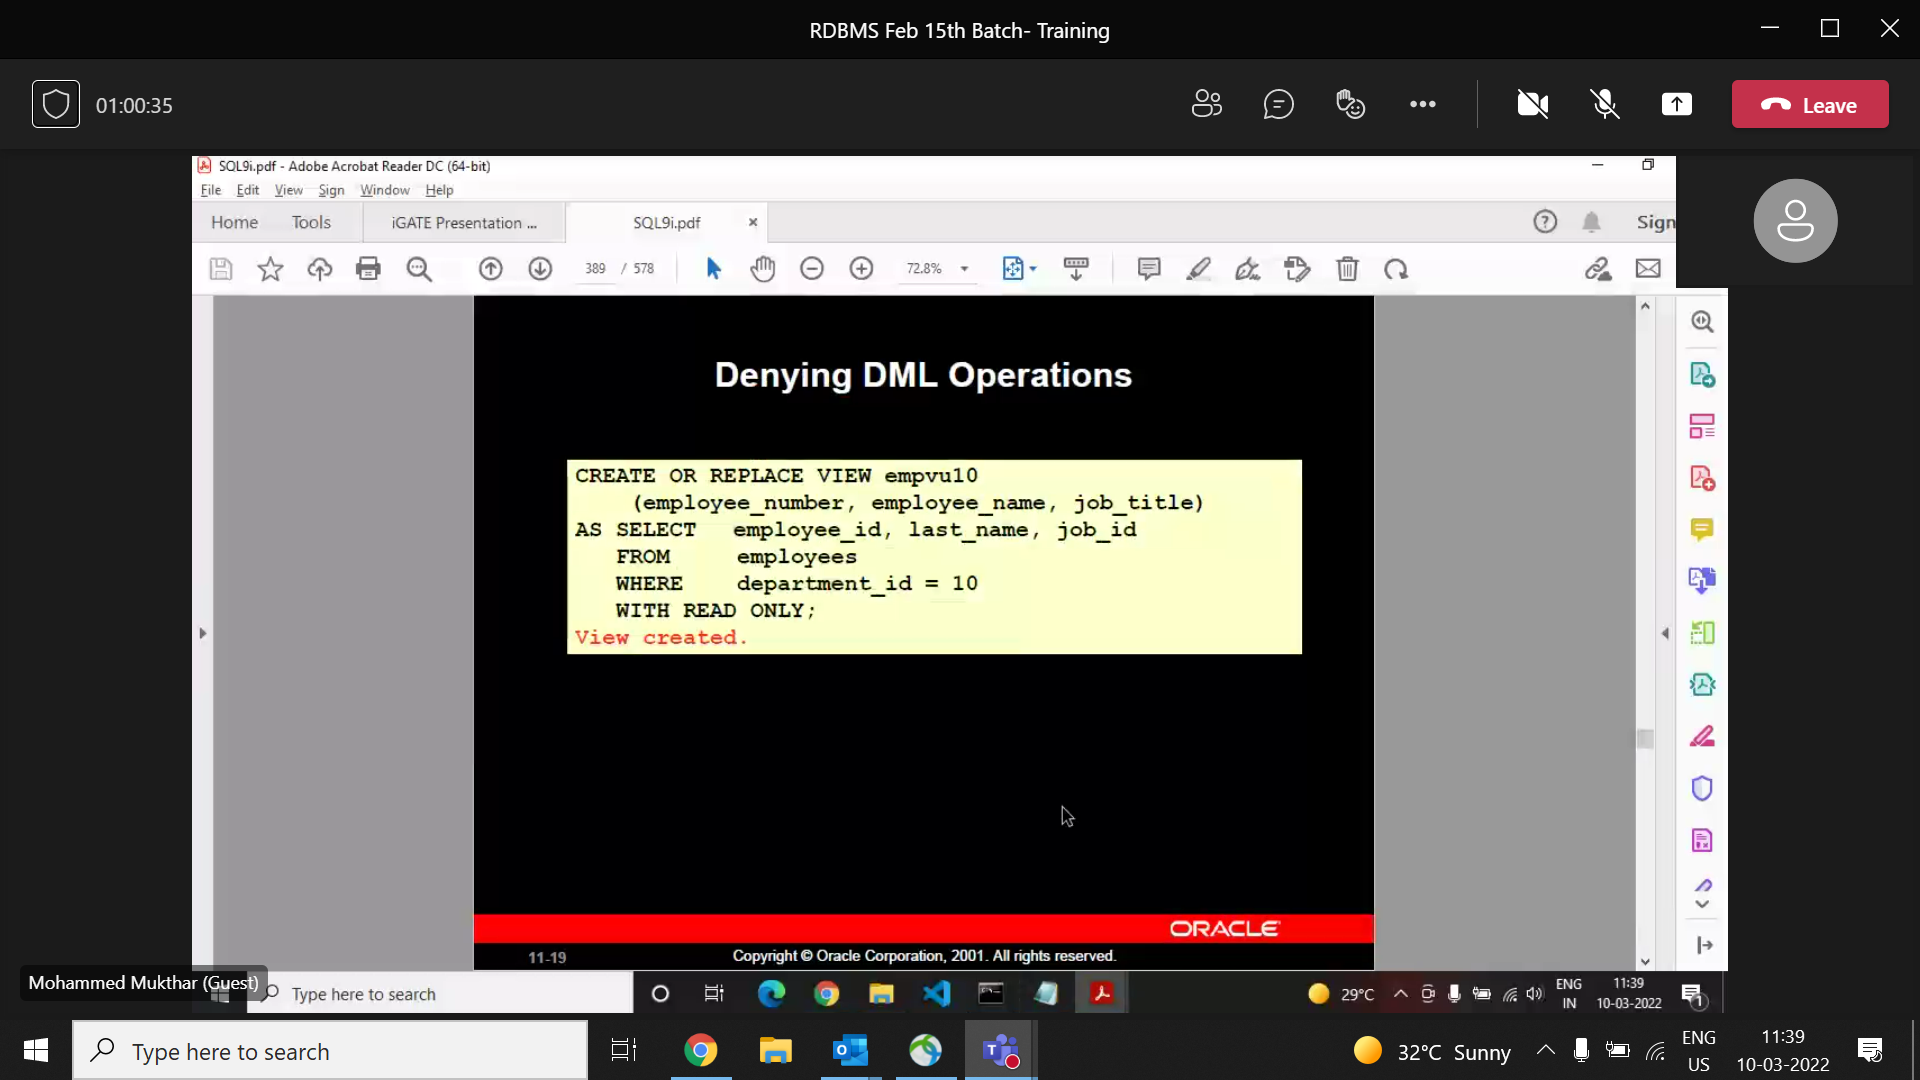 RDBMS Feb 15th Batch- Training
01:00:35
Leave
SQL9i.pdf - Adobe Acrobat Reader DC (64-bit)
File Edit View Sign Window Help
Home Tools iGATE Presentation ... SQL9i.pdf × Sign
389 / 578 72.8%
Denying DML Operations
CREATE OR REPLACE VIEW empvu10
(employee_number, employee_name, job_title)
AS SELECT employee_id, last_name, job_id
FROM employees
WHERE department_id = 10
WITH READ ONLY;
View created.
ORACLE
11-19 Copyright © Oracle Corporation, 2001. All rights reserved.
Mohammed Mukthar (Guest)
Type here to search 29°C ENG IN 11:39 10-03-2022 1
Type here to search 32°C Sunny ENG US 11:39 10-03-2022